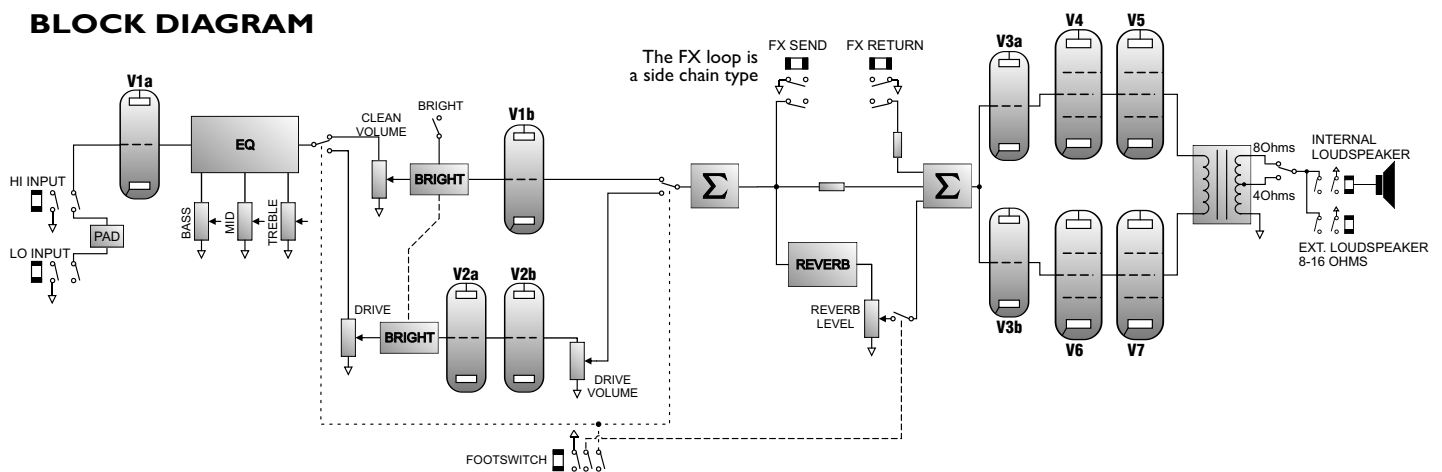 BLOCK DIAGRAM
V1a
HI INPUT
LO INPUT
PAD
EQ
BASS
MID
TREBLE
CLEAN
VOLUME
BRIGHT
BRIGHT
V1b
DRIVE
BRIGHT
V2a
V2b
DRIVE
VOLUME
FOOTSWITCH
Σ
The FX loop is
a side chain type
FX SEND
FX RETURN
REVERB
REVERB
LEVEL
Σ
V3a
V4
V5
V3b
V6
V7
8Ohms
4Ohms
INTERNAL
LOUDSPEAKER
EXT. LOUDSPEAKER
8-16 OHMS